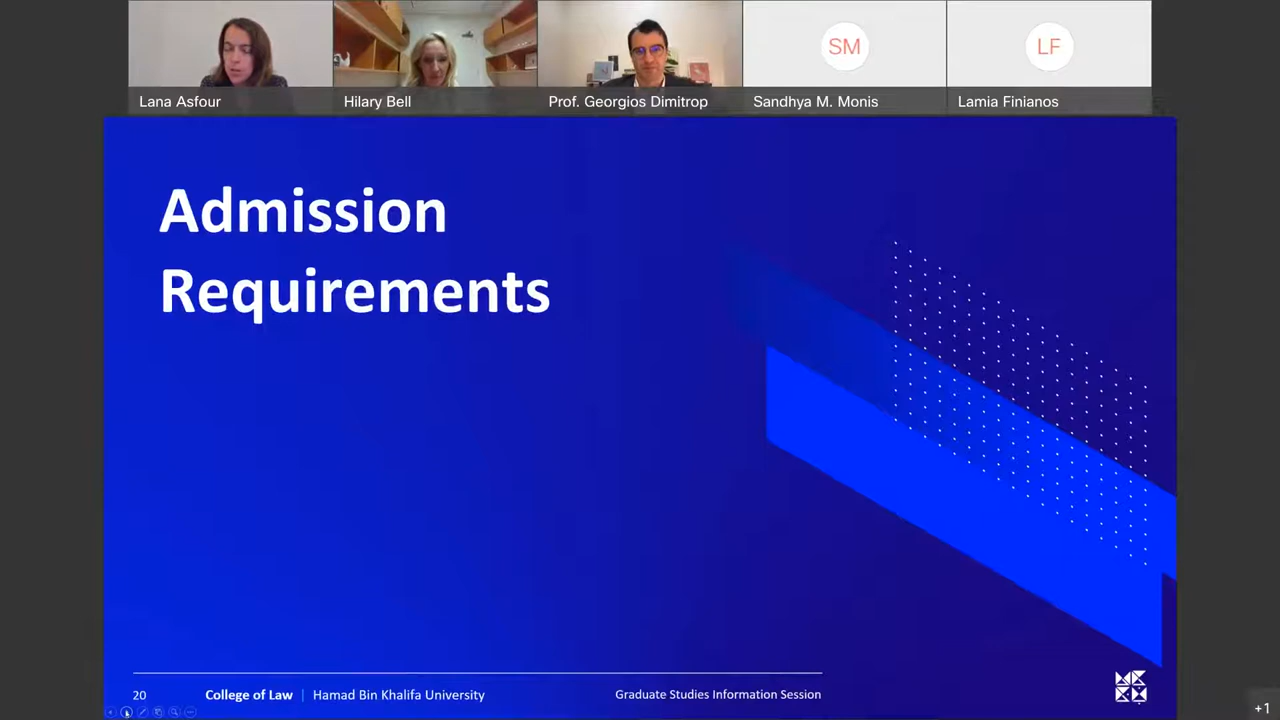 SM
LF
Lana Asfour
Hilary Bell
Prof. Georgios Dimitrop
Sandhya M. Monis
Lamia Finianos
Admission
Requirements
20
College of Law | Hamad Bin Khalifa University
Graduate Studies Information Session
+1